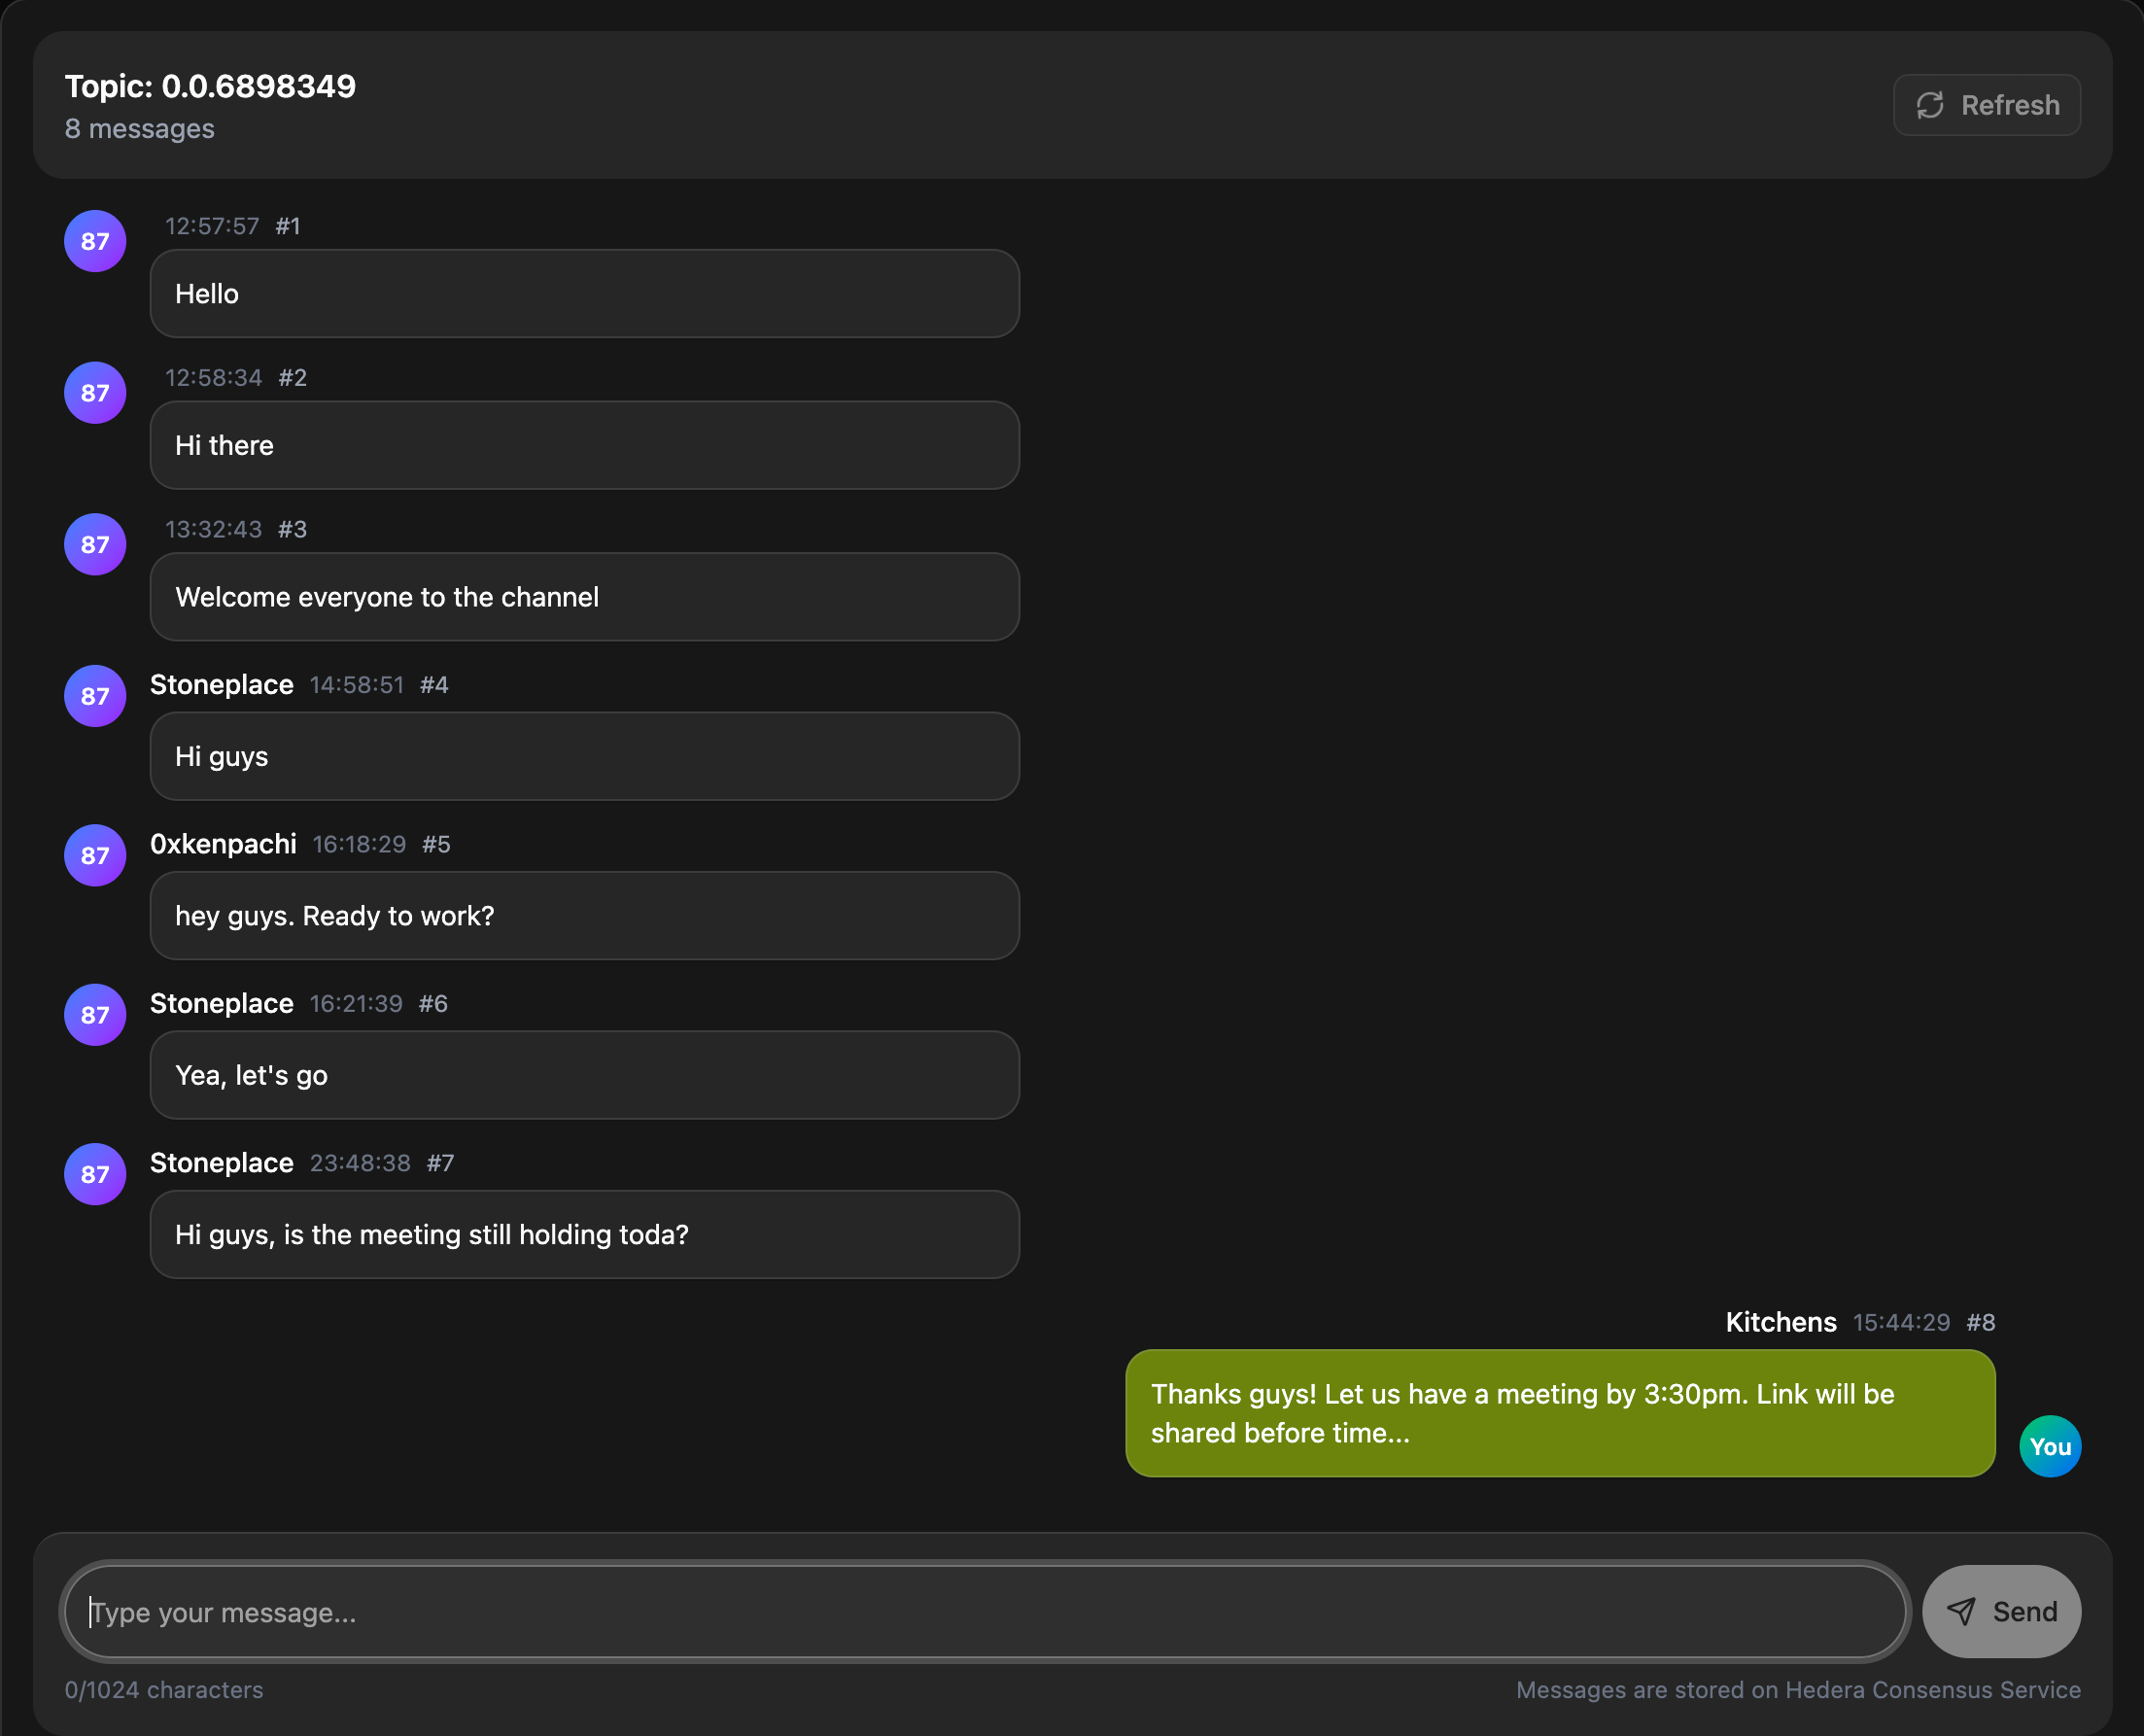 Topic: 0.0.6898349
8 messages
Refresh
87
12:57:57 #1
Hello
87
12:58:34 #2
Hi there
87
13:32:43 #3
Welcome everyone to the channel
87
Stoneplace 14:58:51 #4
Hi guys
87
0xkenpachi 16:18:29 #5
hey guys. Ready to work?
87
Stoneplace 16:21:39 #6
Yea, let's go
87
Stoneplace 23:48:38 #7
Hi guys, is the meeting still holding toda?
Kitchens 15:44:29 #8
Thanks guys! Let us have a meeting by 3:30pm. Link will be
shared before time...
You
Type your message...
Send
0/1024 characters
Messages are stored on Hedera Consensus Service